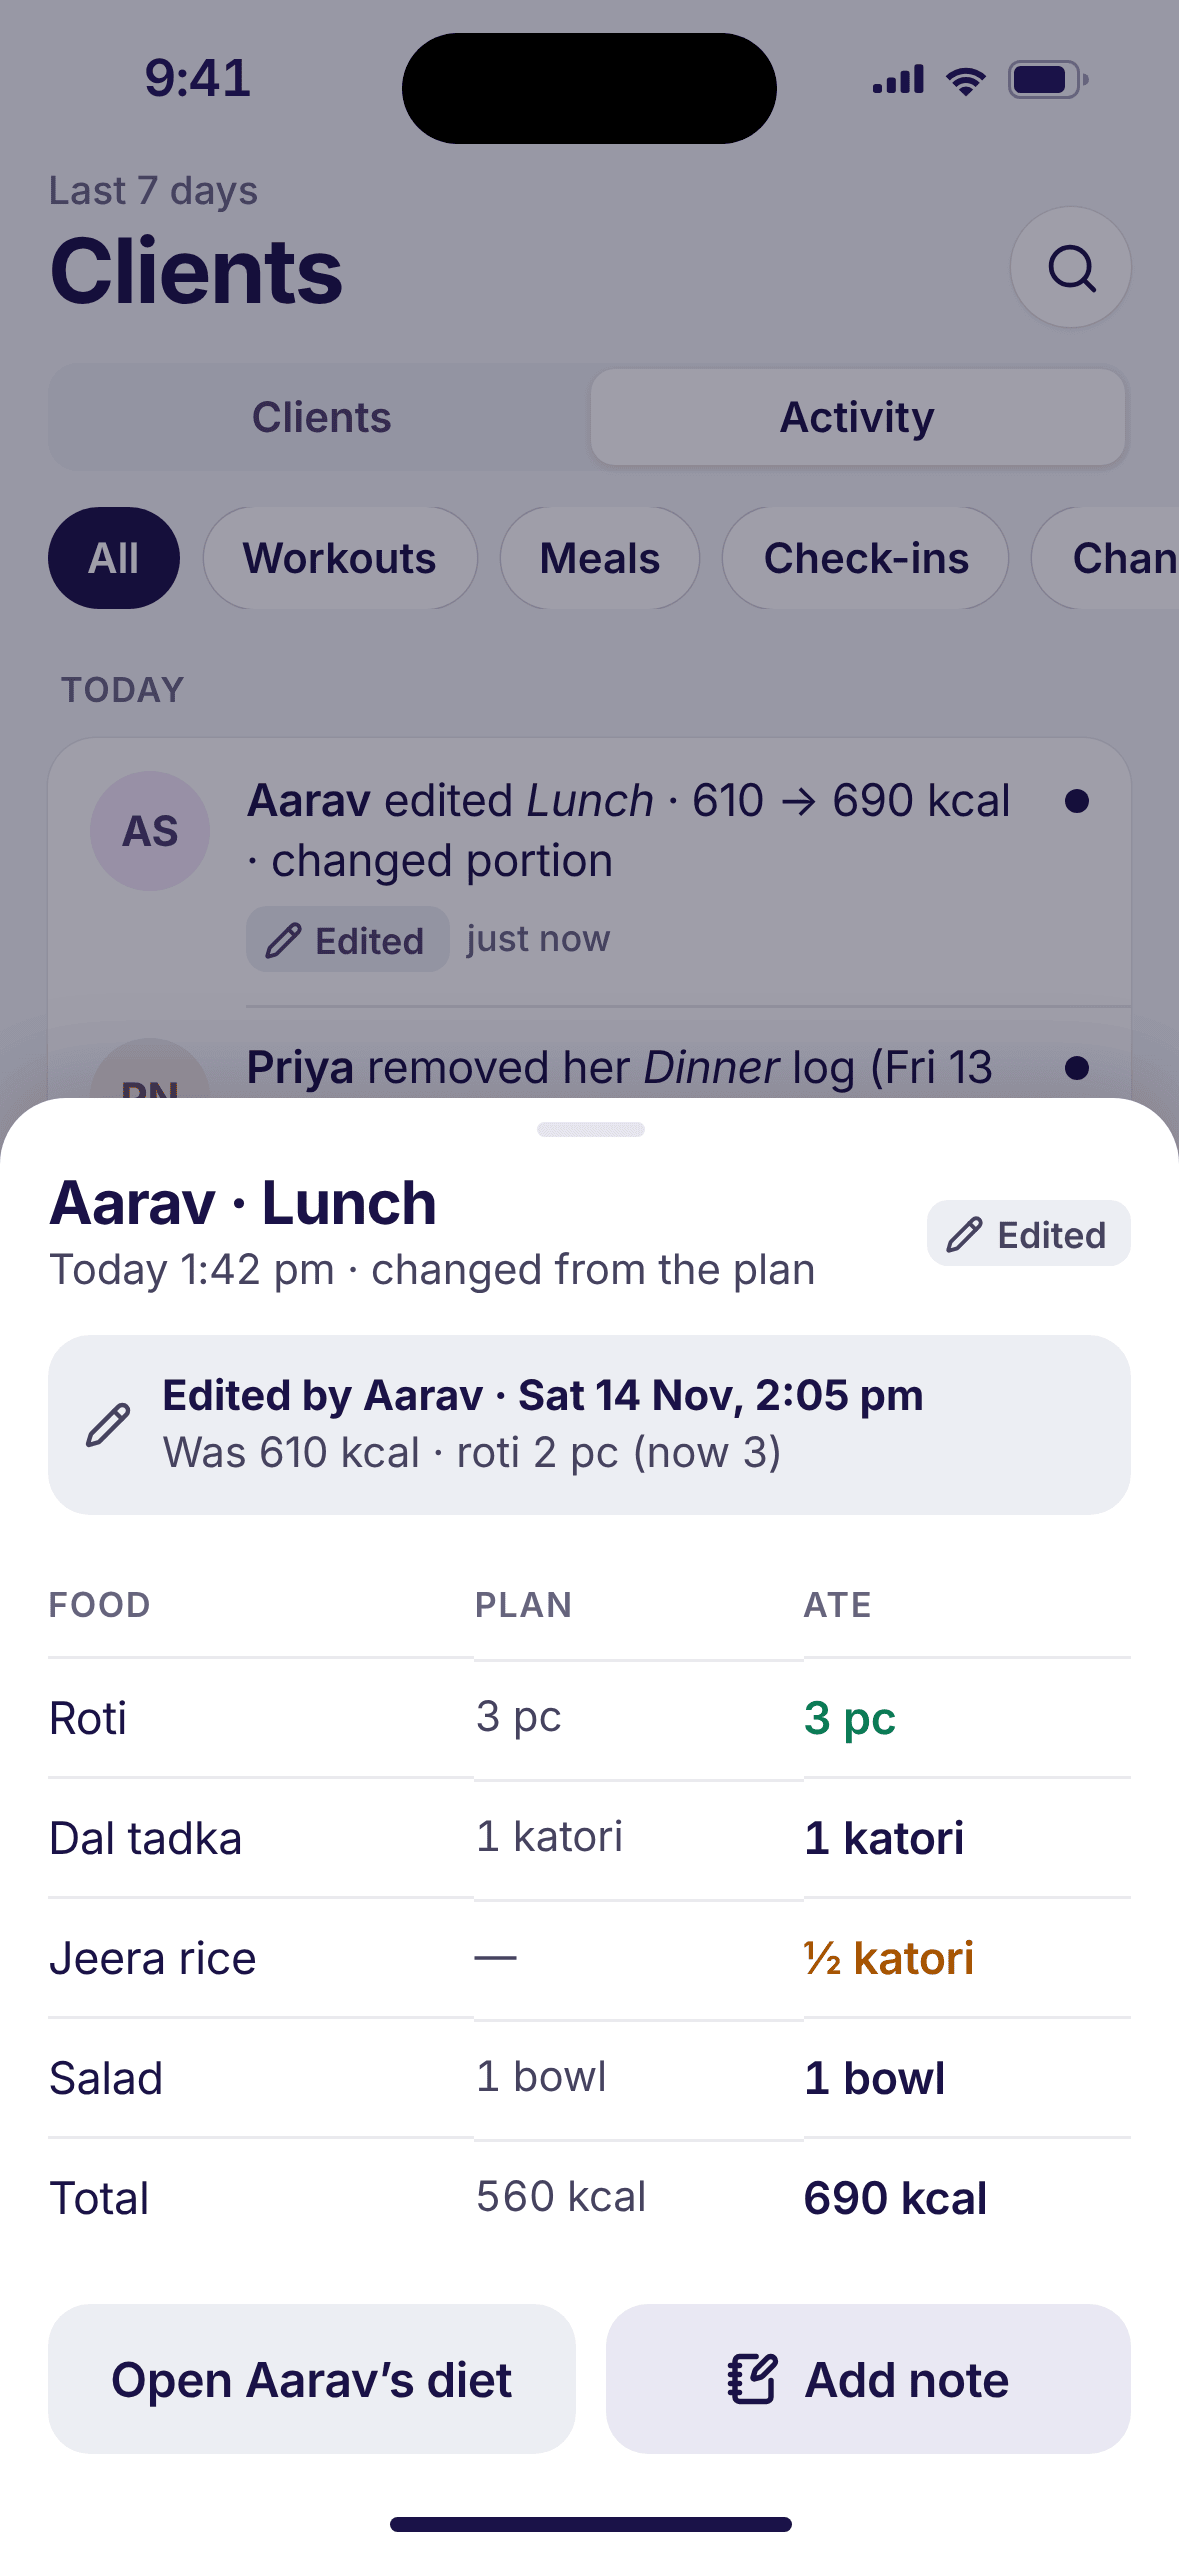 9:41
Last 7 days
Clients
Clients Activity
All Workouts Meals Check-ins Chan
TODAY
AS
Aarav edited Lunch · 610 → 690 kcal
· changed portion
Edited just now
PN
Priya removed her Dinner log (Fri 13
Aarav · Lunch
Edited
Today 1:42 pm · changed from the plan
Edited by Aarav · Sat 14 Nov, 2:05 pm
Was 610 kcal · roti 2 pc (now 3)
FOOD PLAN ATE
Roti 3 pc 3 pc
Dal tadka 1 katori 1 katori
Jeera rice — ½ katori
Salad 1 bowl 1 bowl
Total 560 kcal 690 kcal
Open Aarav’s diet Add note